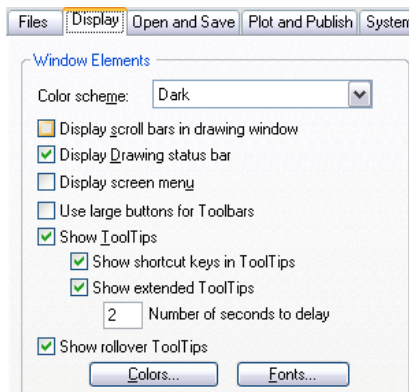 Files Display Open and Save Plot and Publish System
Window Elements
Color scheme: Dark
Display scroll bars in drawing window
Display Drawing status bar
Display screen menu
Use large buttons for Toolbars
Show ToolTips
Show shortcut keys in ToolTips
Show extended ToolTips
2 Number of seconds to delay
Show rollover ToolTips
Colors... Fonts...